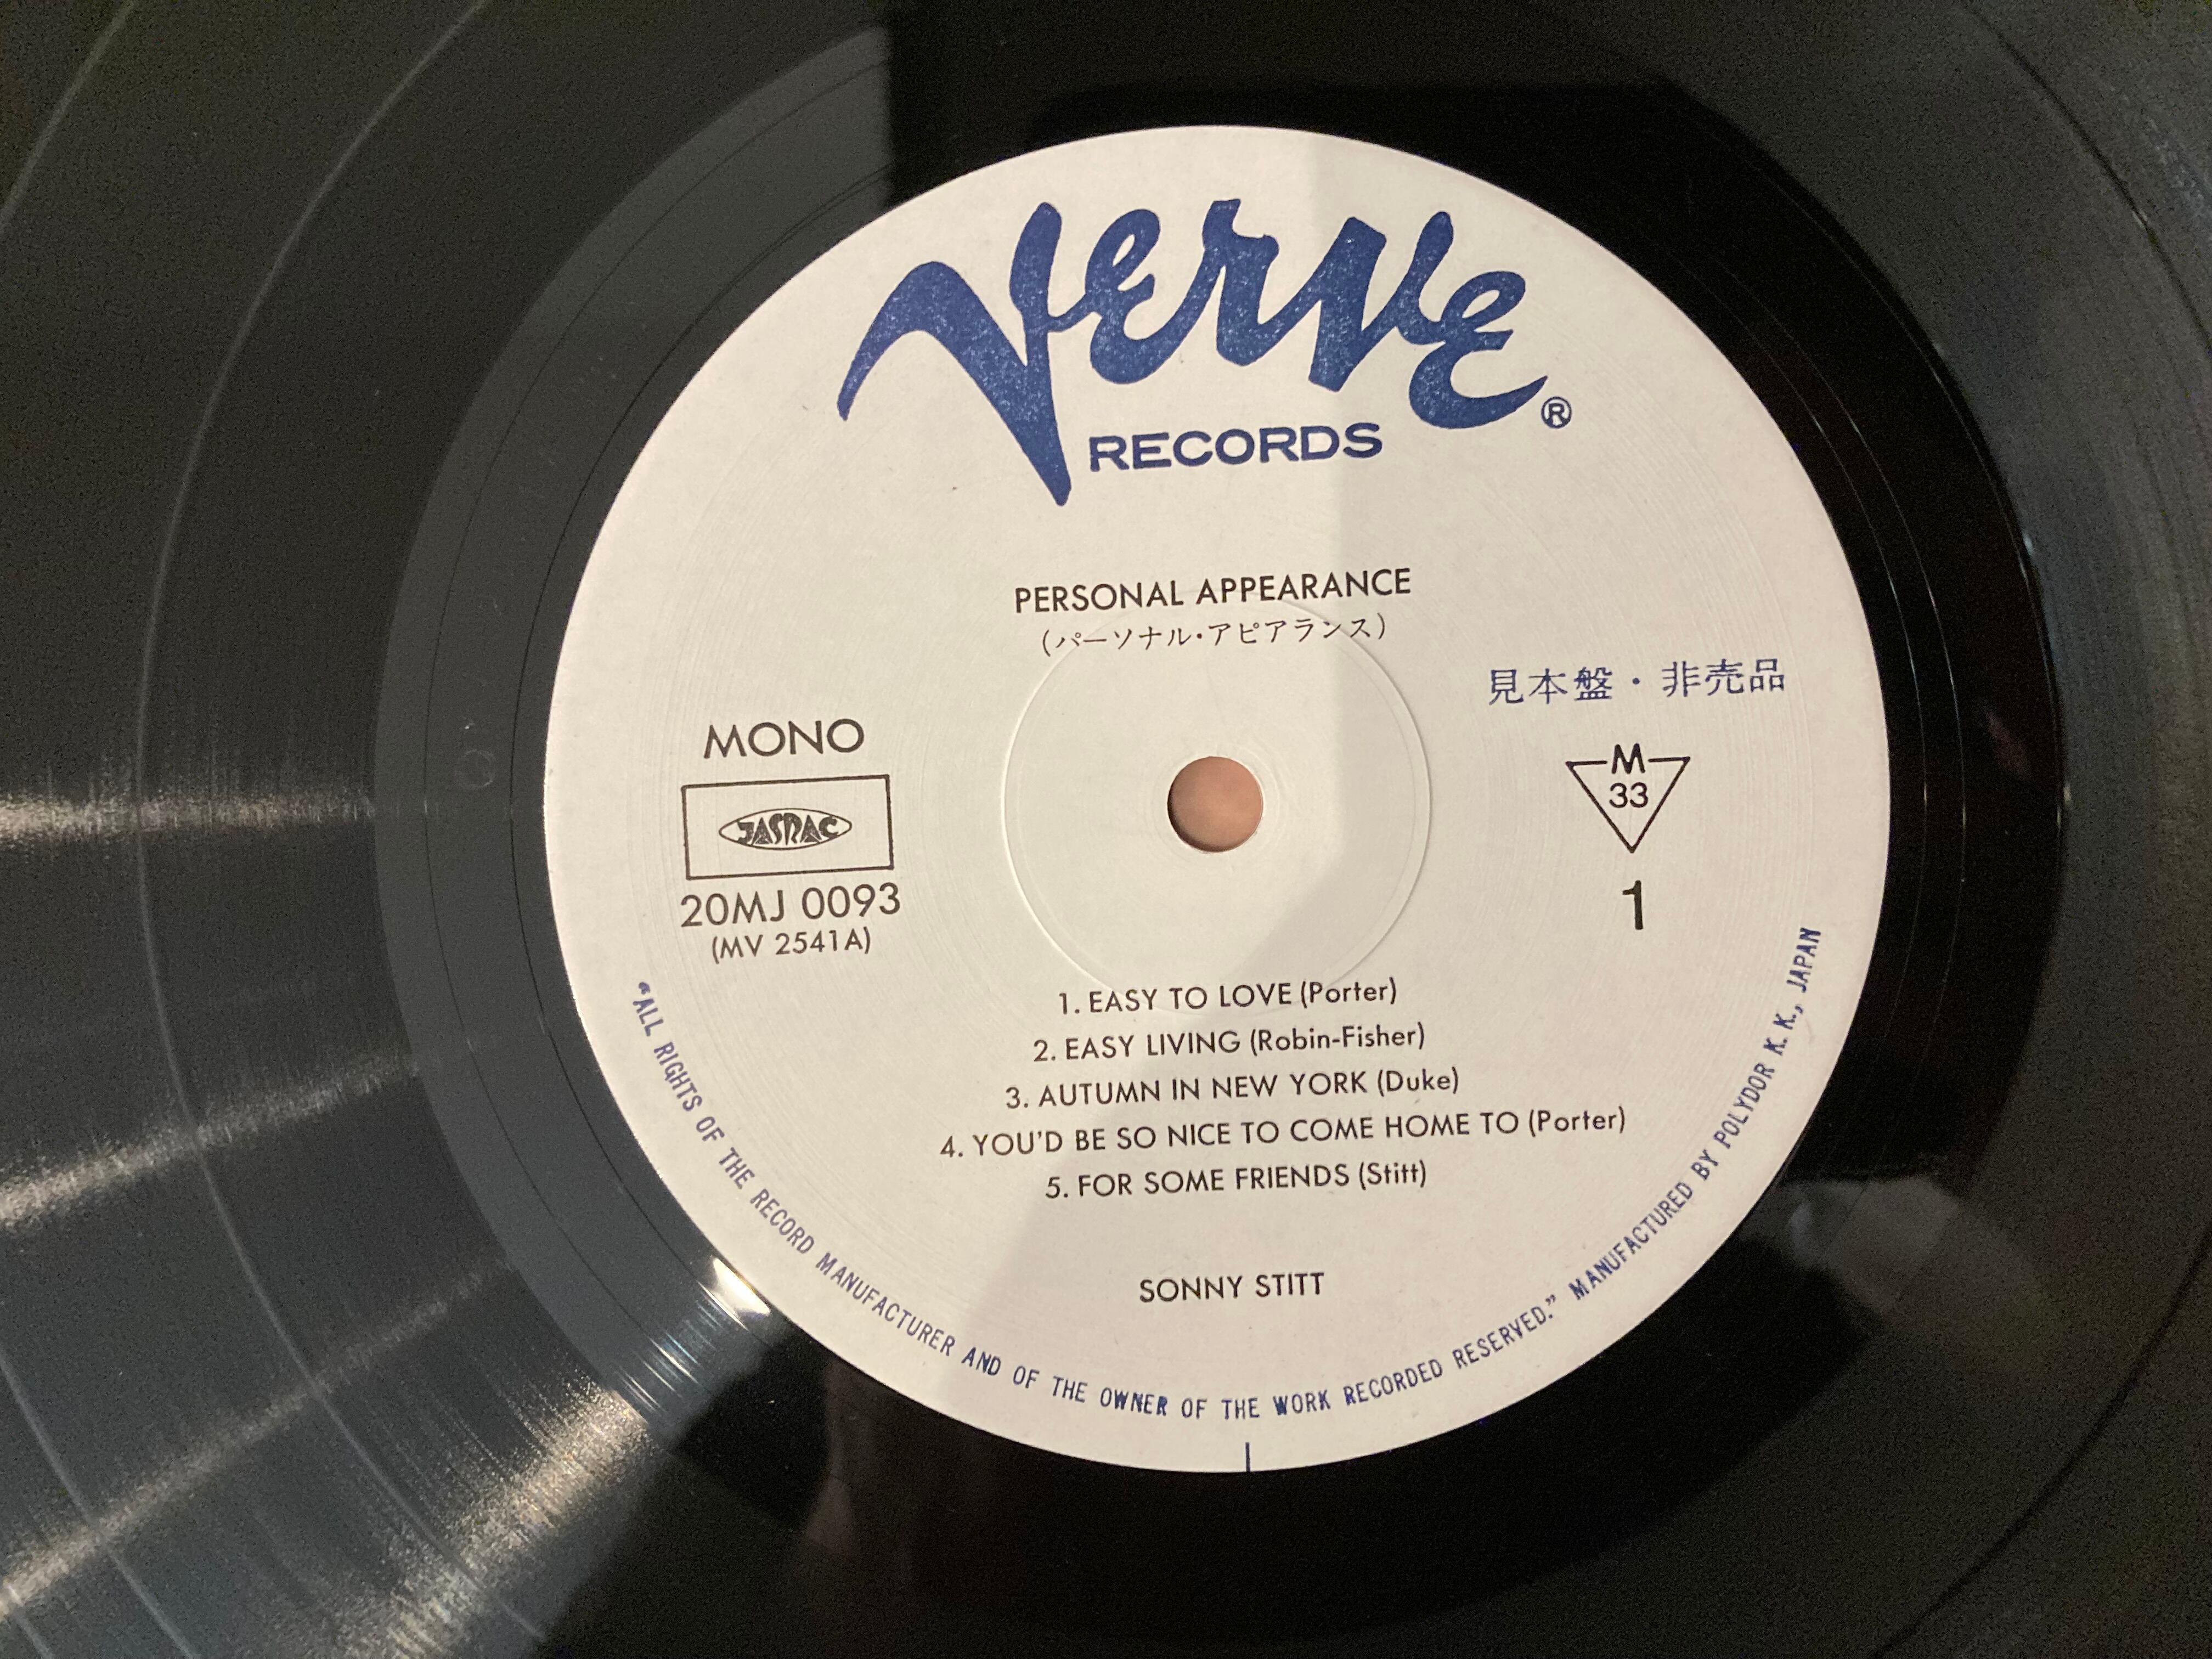 Verve ®
RECORDS
PERSONAL APPEARANCE
(パーソナル・アピアランス)
見本盤・非売品
MONO
JASRAC
20MJ 0093
(MV 2541A)
M
33
1
1. EASY TO LOVE (Porter)
2. EASY LIVING (Robin-Fisher)
3. AUTUMN IN NEW YORK (Duke)
4. YOU'D BE SO NICE TO COME HOME TO (Porter)
5. FOR SOME FRIENDS (Stitt)
SONNY STITT
"ALL RIGHTS OF THE RECORD MANUFACTURER AND OF THE OWNER OF THE WORK RECORDED RESERVED." MANUFACTURED BY POLYDOR K. K., JAPAN